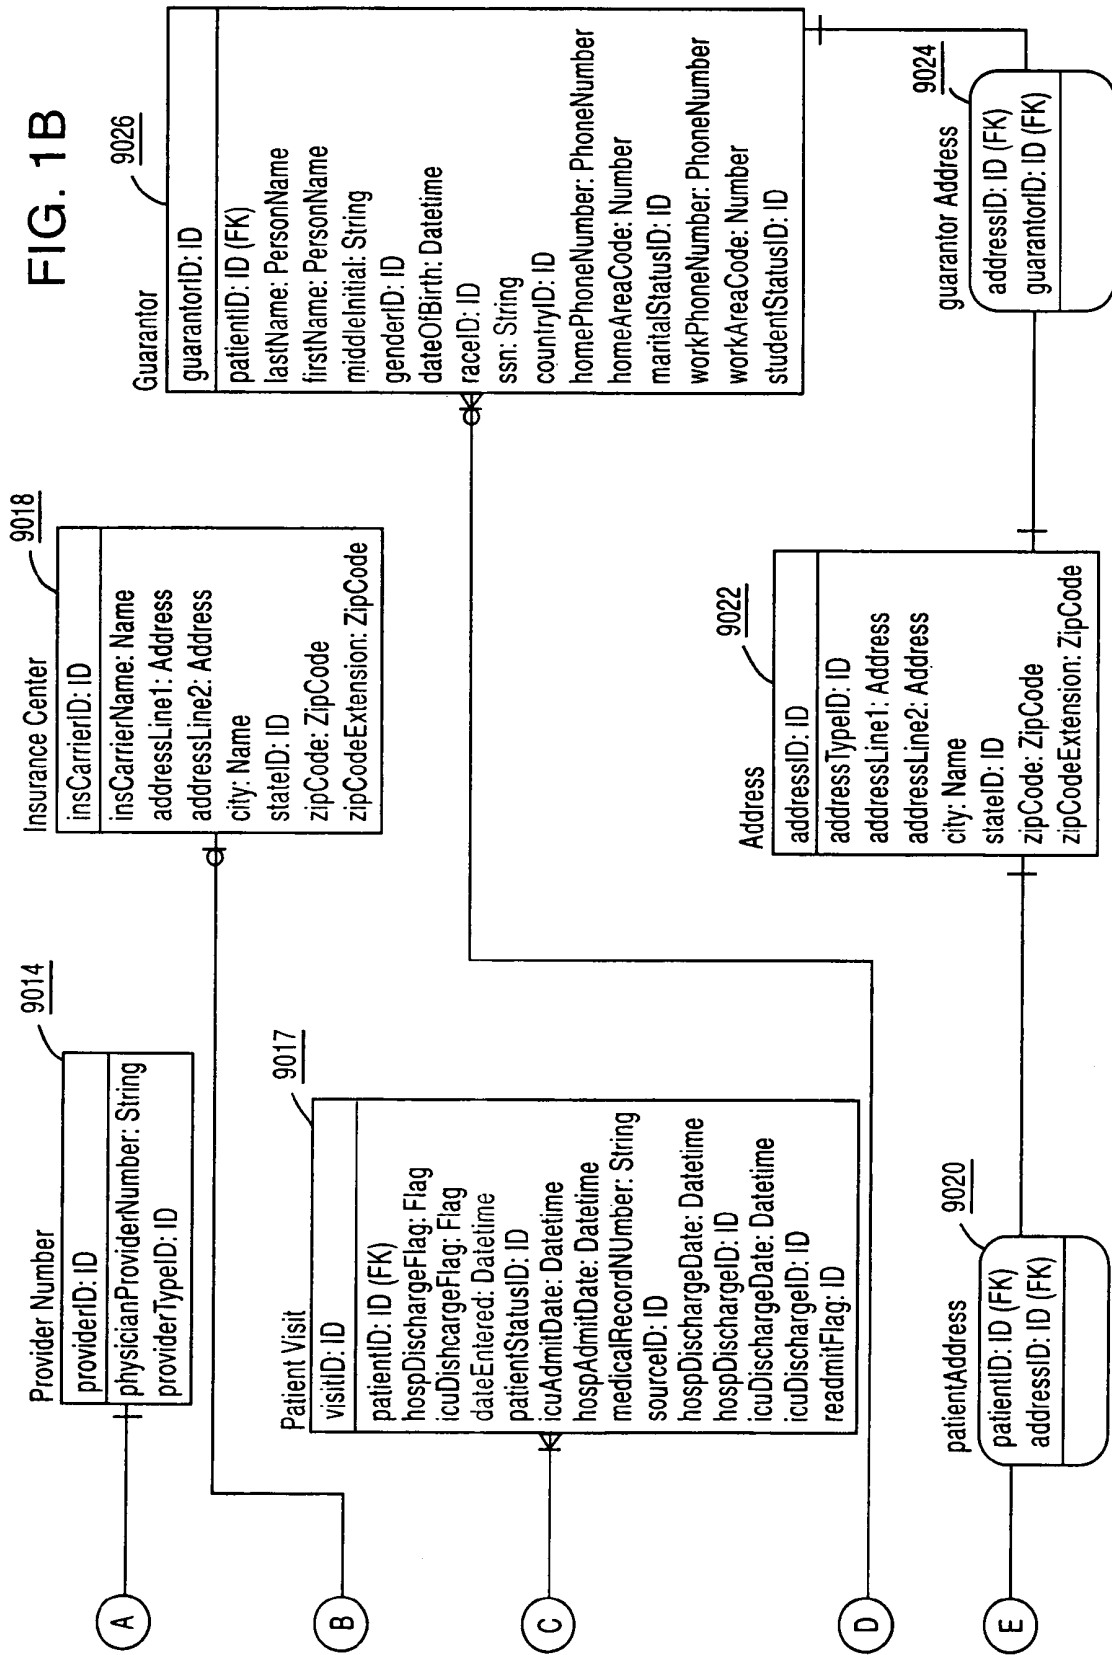 FIG. 1B
A
Provider Number
9014
providerID: ID
physicianProviderNumber: String
providerTypeID: ID
B
Insurance Center
9018
insCarrierID: ID
insCarrierName: Name
addressLine1: Address
addressLine2: Address
city: Name
stateID: ID
zipCode: ZipCode
zipCodeExtension: ZipCode
C
Patient Visit
9017
visitID: ID
patientID: ID (FK)
hospDischargeFlag: Flag
icuDishcargeFlag: Flag
dateEntered: Datetime
patientStatusID: ID
icuAdmitDate: Datetime
hospAdmitDate: Datetime
medicalRecordNUmber: String
sourceID: ID
hospDischargeDate: Datetime
hospDischargeID: ID
icuDischargeDate: Datetime
icuDischargeID: ID
readmitFlag: ID
D
Guarantor
9026
guarantorID: ID
patientID: ID (FK)
lastName: PersonName
firstName: PersonName
middleInitial: String
genderID: ID
dateOfBirth: Datetime
raceID: ID
ssn: String
countryID: ID
homePhoneNumber: PhoneNumber
homeAreaCode: Number
maritalStatusID: ID
workPhoneNumber: PhoneNumber
workAreaCode: Number
studentStatusID: ID
E
patientAddress
9020
patientID: ID (FK)
addressID: ID (FK)
Address
9022
addressID: ID
addressTypeID: ID
addressLine1: Address
addressLine2: Address
city: Name
stateID: ID
zipCode: ZipCode
zipCodeExtension: ZipCode
guarantor Address
9024
addressID: ID (FK)
guarantorID: ID (FK)